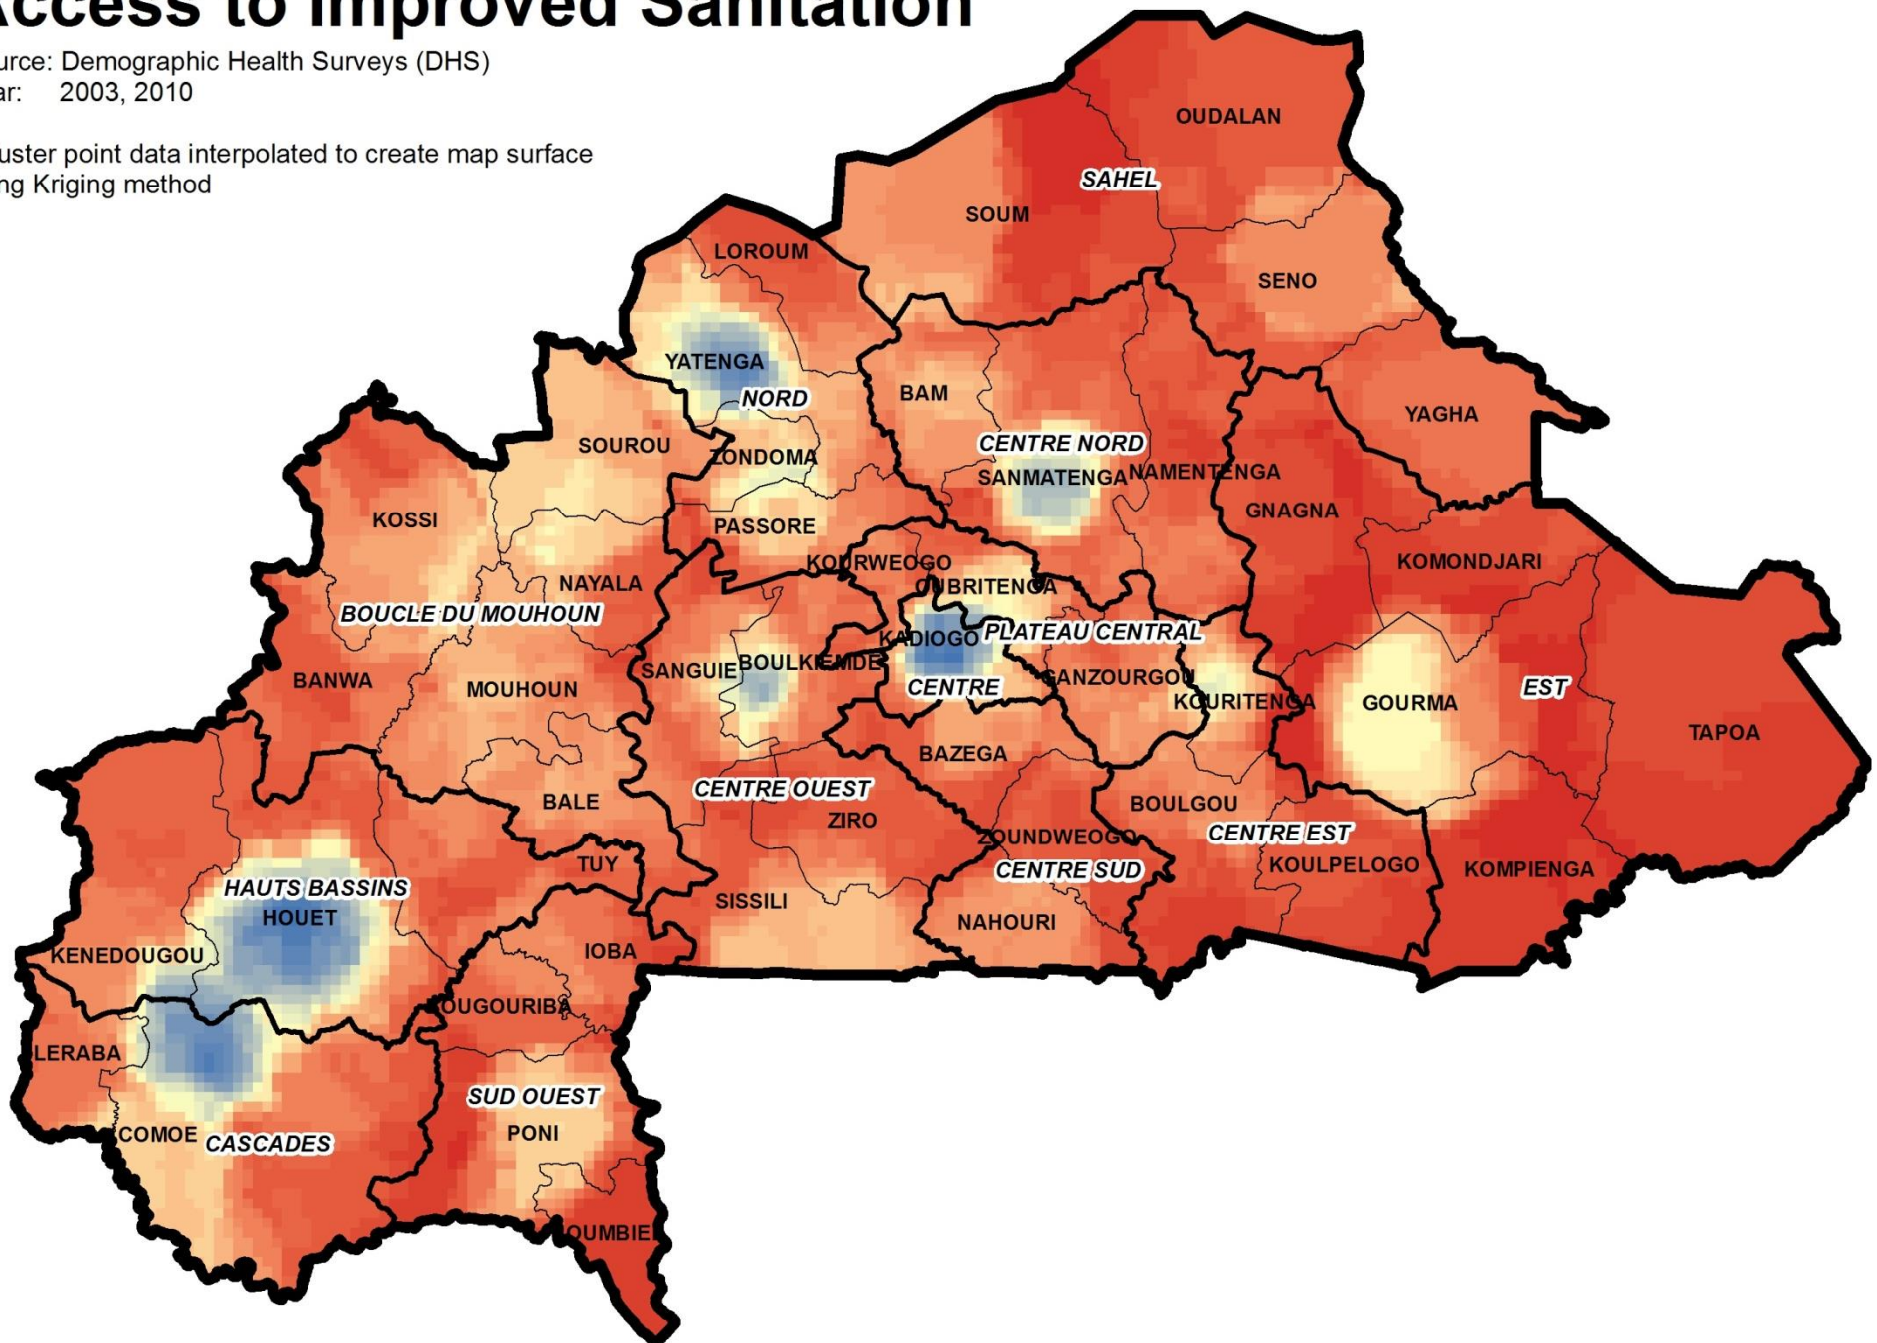 Access to Improved Sanitation
urce: Demographic Health Surveys (DHS)
ar: 2003, 2010
uster point data interpolated to create map surface
ng Kriging method
OUDALAN
SAHEL
SOUM
LOROUM
SENO
YATENGA
NORD
BAM
YAGHA
SOUROU
ZONDOMA
CENTRE NORD
SANMATENGA
NAMENTENGA
KOSSI
PASSORE
GNAGNA
KOURWEOGO
KOMONDJARI
NAYALA
OUBRITENGA
BOUCLE DU MOUHOUN
KADIOGO
PLATEAU CENTRAL
SANGUIE
BOULKIEMDE
BANWA
MOUHOUN
CENTRE
GANZOURGOU
KOURITENGA
GOURMA
EST
TAPOA
BAZEGA
CENTRE OUEST
BALE
ZIRO
BOULGOU
ZOUNDWEOGO
CENTRE EST
TUY
CENTRE SUD
KOULPELOGO
KOMPIENGA
HAUTS BASSINS
HOUET
SISSILI
NAHOURI
KENEDOUGOU
IOBA
OUGOURIBA
LERABA
SUD OUEST
COMOE
CASCADES
PONI
OUMBIE